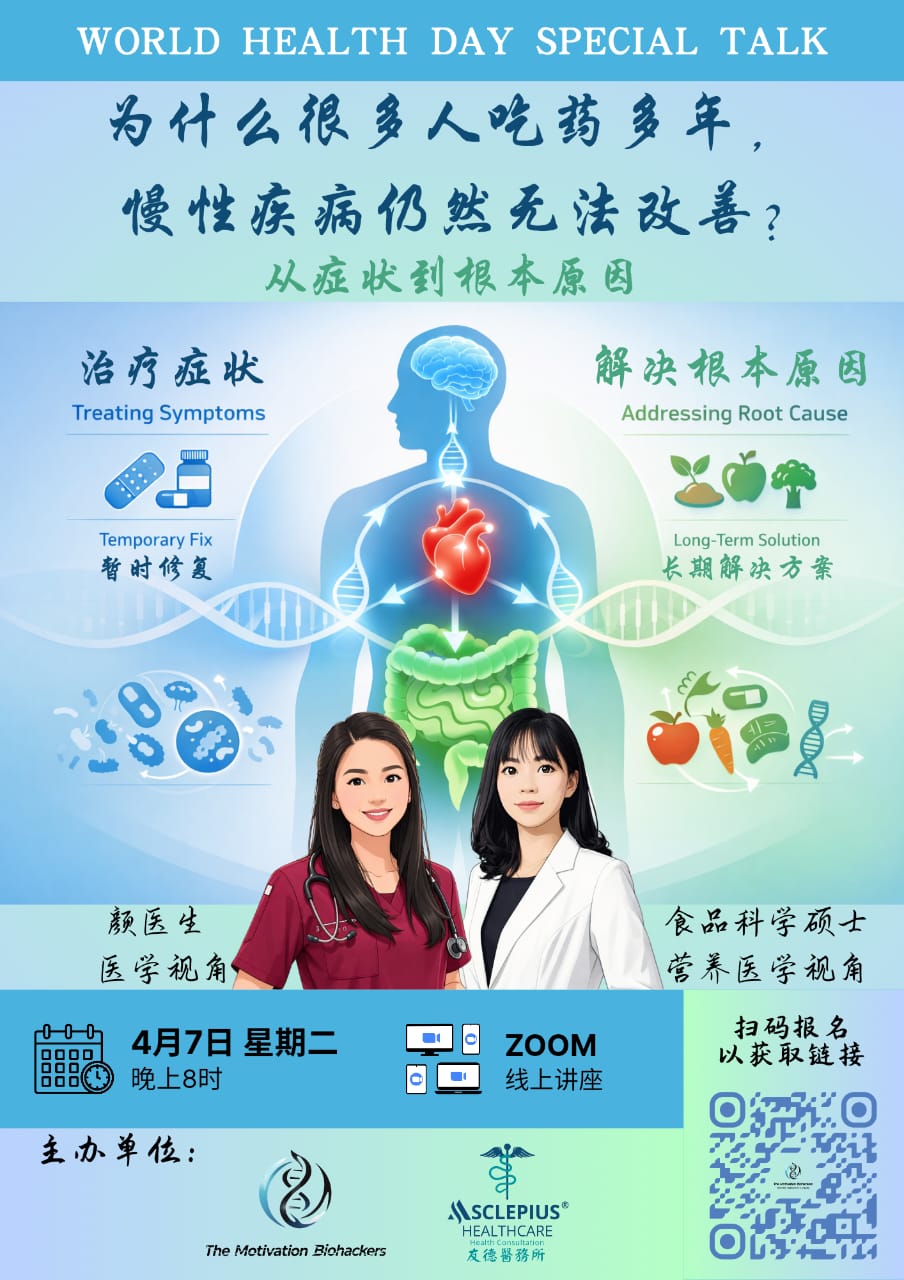 WORLD HEALTH DAY SPECIAL TALK
为什么很多人吃药多年，
慢性疾病仍然无法改善？
从症状到根本原因
治疗症状
Treating Symptoms
Temporary Fix
暂时修复
解决根本原因
Addressing Root Cause
Long-Term Solution
长期解决方案
颜医生
医学视角
食品科学硕士
营养医学视角
4月7日 星期二
晚上8时
ZOOM
线上讲座
扫码报名
以获取链接
主办单位：
The Motivation Biohackers
ASCLEPIUS®
HEALTHCARE
Health Consultation
友德醫務所
The Motivation Biohackers